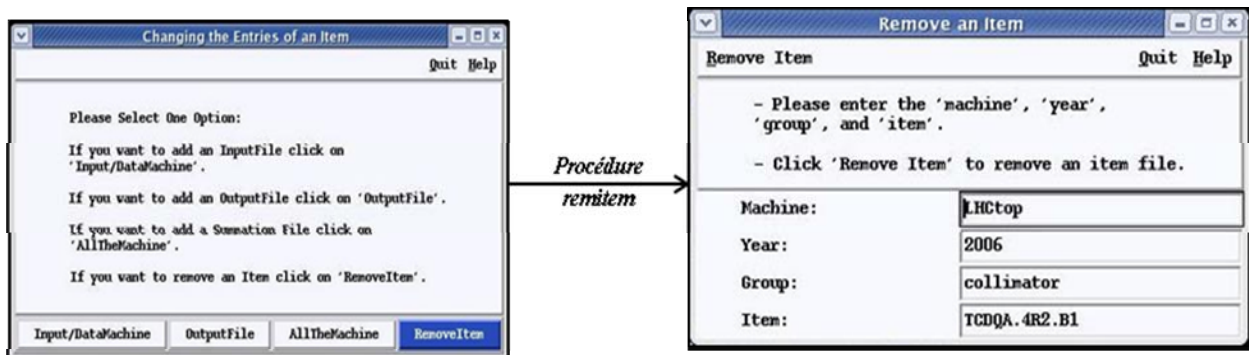 Changing the Entries of an Item
Quit Help
Please Select One Option:
If you want to add an InputFile click on
'Input/DataMachine'.
If you want to add an OutputFile click on 'OutputFile'.
If you want to add a Summation File click on
'AllTheMachine'.
If you want to remove an Item click on 'RemoveItem'.
Input/DataMachine OutputFile AllTheMachine RemoveItem
Procédure
remitem
Remove an Item
Remove Item Quit Help
- Please enter the 'machine', 'year',
'group', and 'item'.
- Click 'Remove Item' to remove an item file.
Machine: LHCtop
Year: 2006
Group: collimator
Item: TCDQA.4R2.B1